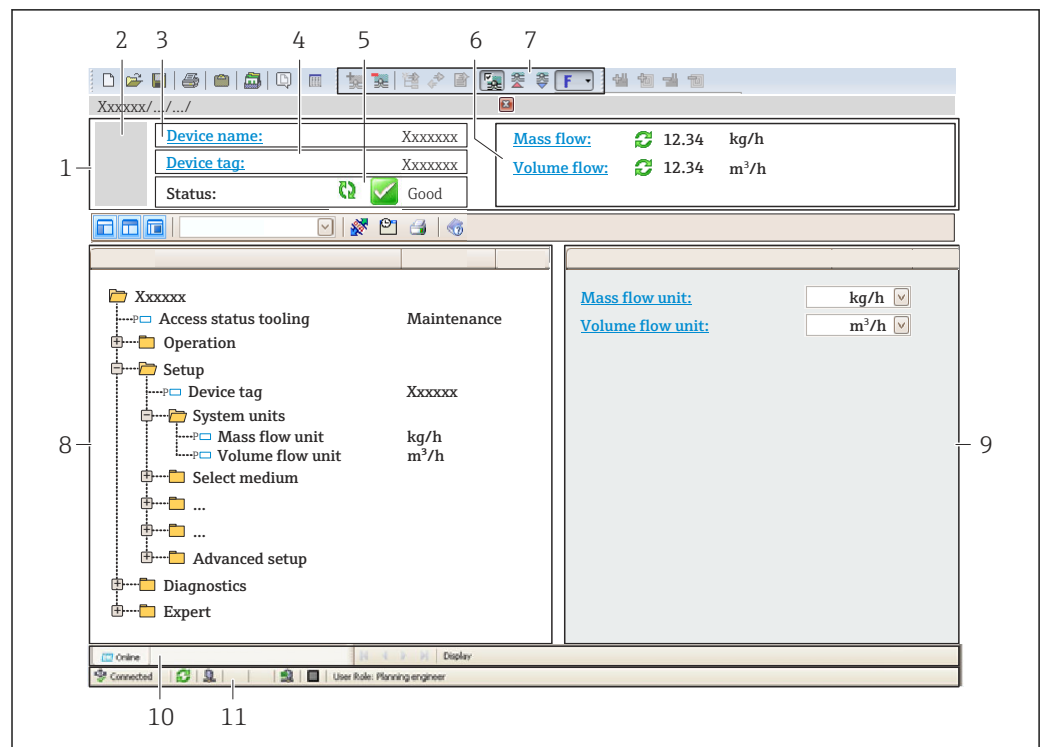 2 3 4 5 6 7
F
Xxxxxx/.../.../
1
Device name: Xxxxxxx
Device tag: Xxxxxxx
Status: Good
Mass flow: 12.34 kg/h
Volume flow: 12.34 m³/h
Xxxxxx
P Access status tooling Maintenance
Operation
Setup
P Device tag Xxxxxx
System units
P Mass flow unit kg/h
P Volume flow unit m³/h
Select medium
...
...
Advanced setup
Diagnostics
Expert
8
Mass flow unit: kg/h
Volume flow unit: m³/h
9
Online Display
Connected User Role: Planning engineer
10 11